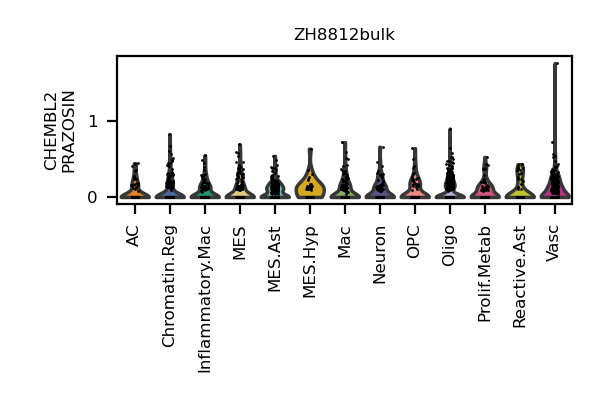 ZH8812bulk
CHEMBL2
PRAZOSIN
1
0
AC
Chromatin.Reg
Inflammatory.Mac
MES
MES.Ast
MES.Hyp
Mac
Neuron
OPC
Oligo
Prolif.Metab
Reactive.Ast
Vasc